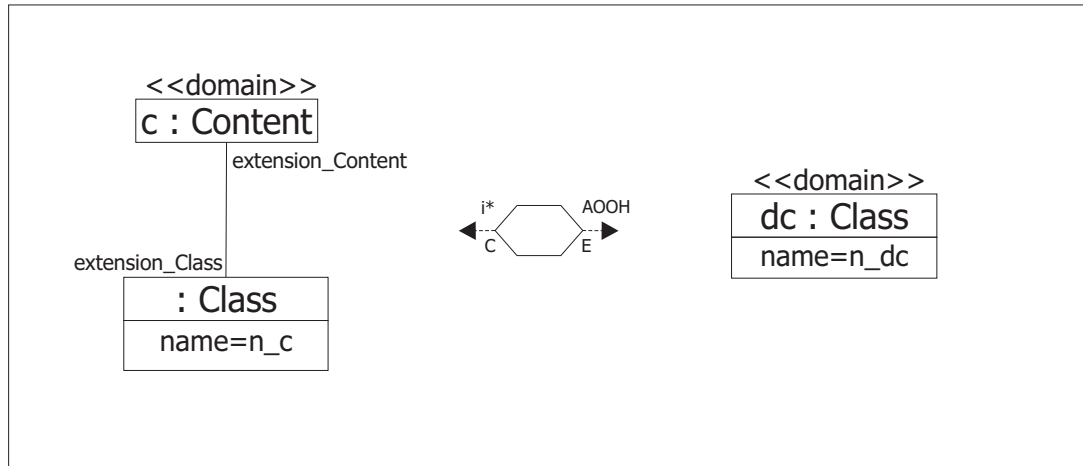 <<domain>>
c : Content
extension_Content
extension_Class
: Class
name=n_c
i*
AOOH
C
E
<<domain>>
dc : Class
name=n_dc